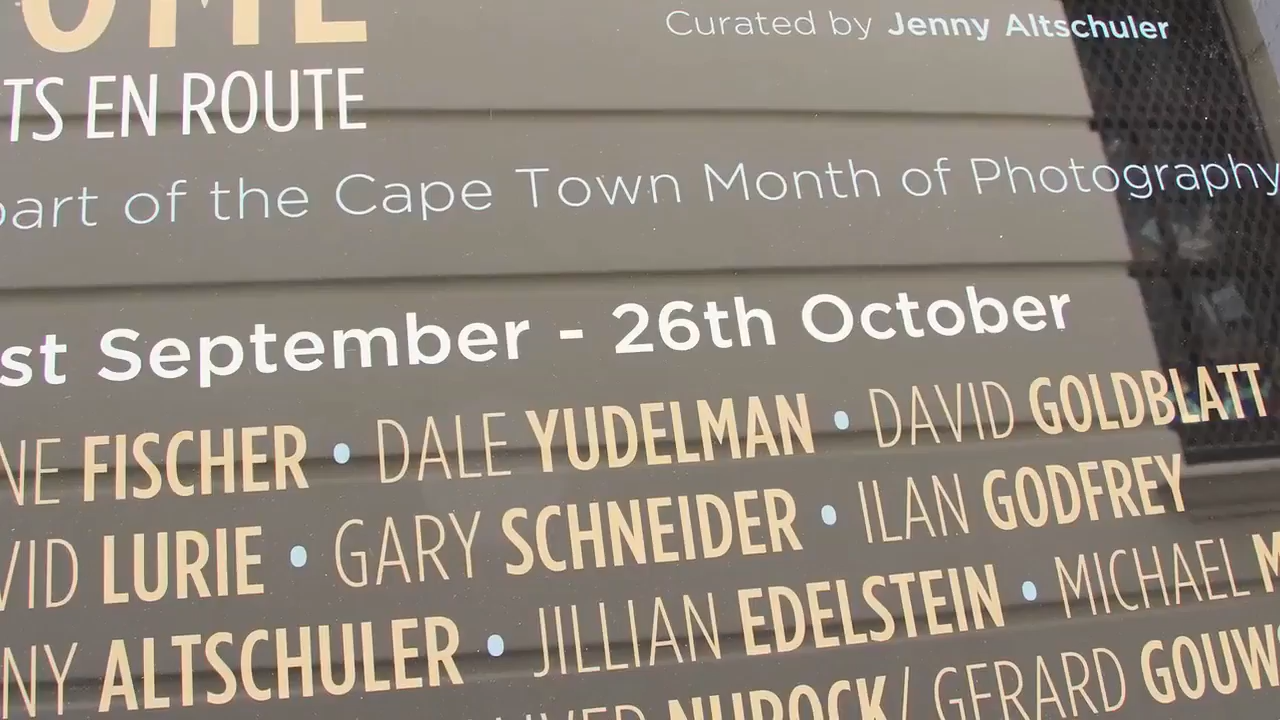 OME
Curated by Jenny Altschuler
TS EN ROUTE
part of the Cape Town Month of Photography
st September - 26th October
NE FISCHER • DALE YUDELMAN • DAVID GOLDBLATT
VID LURIE • GARY SCHNEIDER • ILAN GODFREY
NY ALTSCHULER • JILLIAN EDELSTEIN • MICHAEL M
NUROCK/ GERARD GOUW